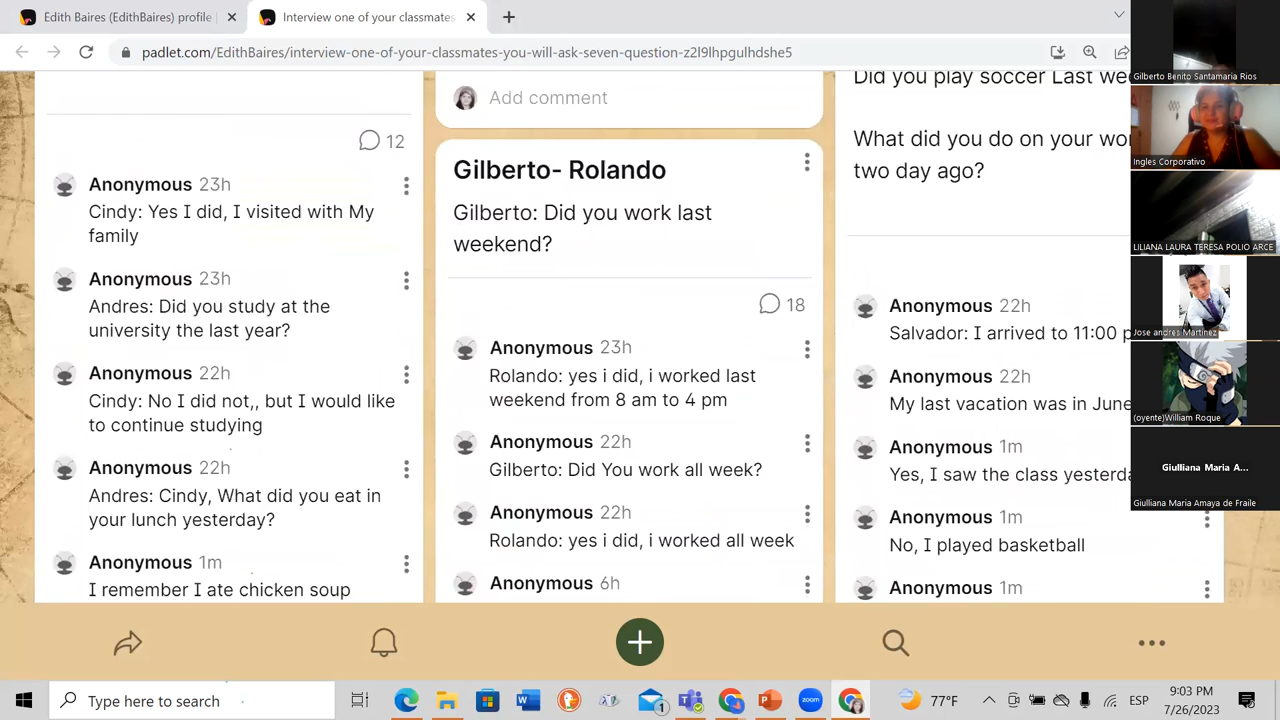 Edith Baires (EdithBaires) profile |
Interview one of your classmates
padlet.com/EdithBaires/interview-one-of-your-classmates-you-will-ask-seven-question-z2l9lhpgulhdshe5
12
Anonymous 23h
Cindy: Yes I did, I visited with My
family
Anonymous 23h
Andres: Did you study at the
university the last year?
Anonymous 22h
Cindy: No I did not,, but I would like
to continue studying
Anonymous 22h
Andres: Cindy, What did you eat in
your lunch yesterday?
Anonymous 1m
I remember I ate chicken soup
Add comment
Gilberto- Rolando
Gilberto: Did you work last
weekend?
18
Anonymous 23h
Rolando: yes i did, i worked last
weekend from 8 am to 4 pm
Anonymous 22h
Gilberto: Did You work all week?
Anonymous 22h
Rolando: yes i did, i worked all week
Anonymous 6h
Did you play soccer Last we
What did you do on your wo
two day ago?
Anonymous 22h
Salvador: I arrived to 11:00 p
Anonymous 22h
My last vacation was in June
Anonymous 1m
Yes, I saw the class yesterda
Anonymous 1m
No, I played basketball
Anonymous 1m
Gilberto Benito Santamaria Rios
Ingles Corporativo
LILIANA LAURA TERESA POLIO ARCE
Jose andres Martinez
(oyente)William Roque
Giulliana Maria A...
Giulliana Maria Amaya de Fraile
Type here to search
1
zoom
77°F
ESP
9:03 PM
7/26/2023